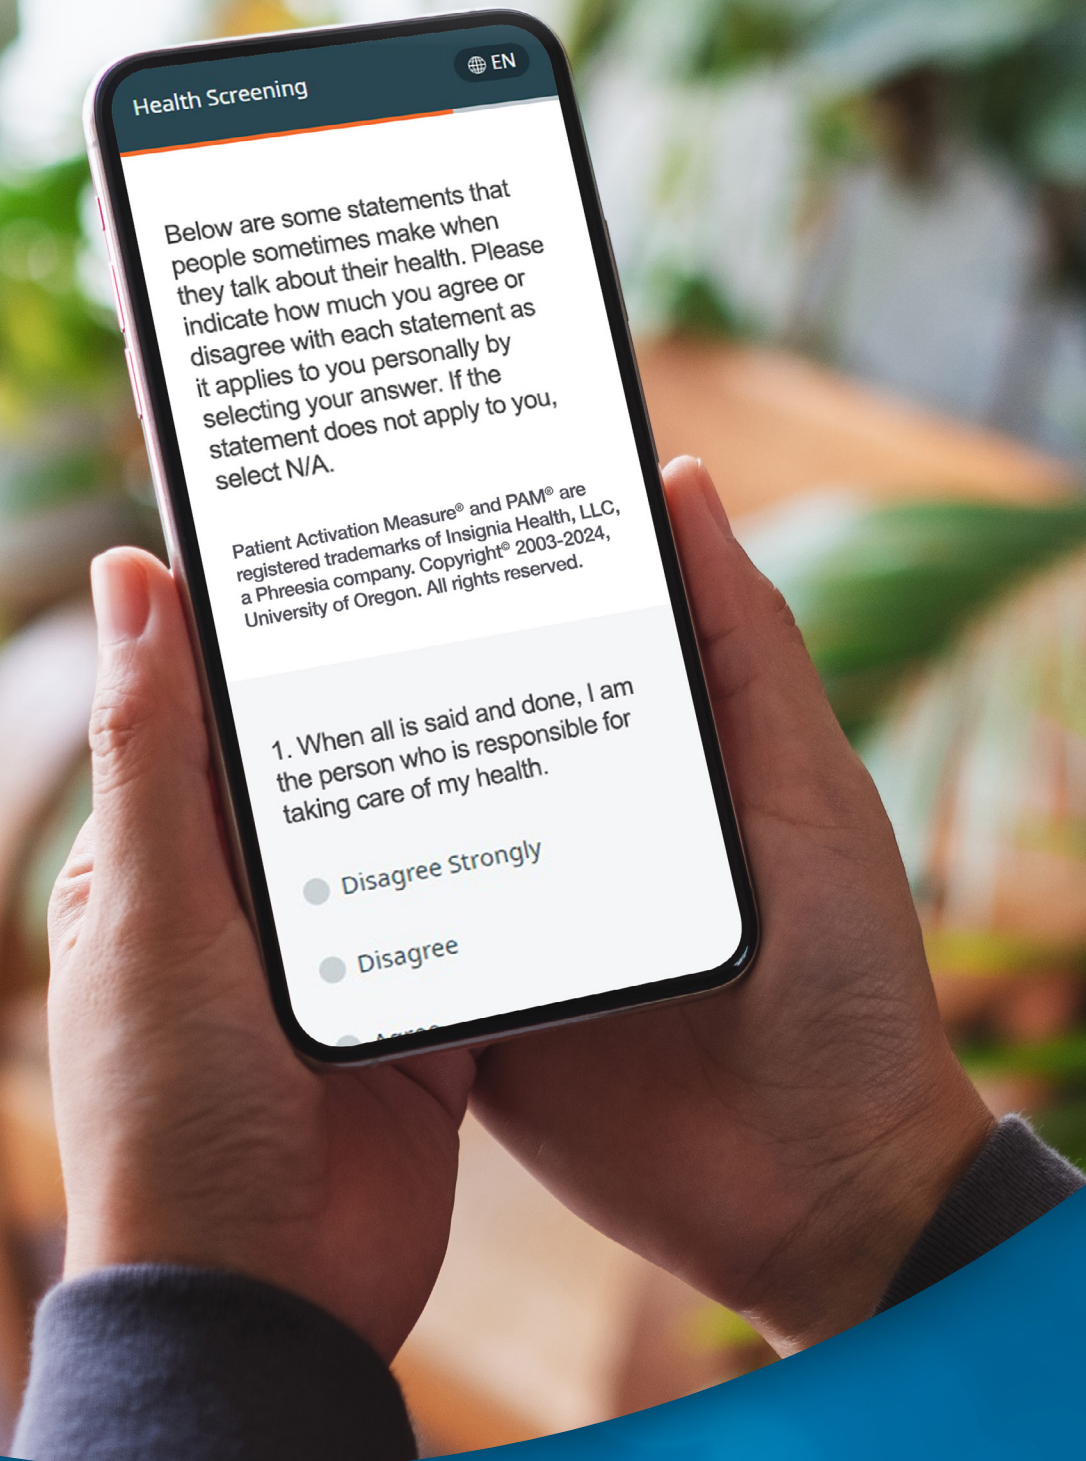 Health Screening
EN
Below are some statements that
people sometimes make when
they talk about their health. Please
indicate how much you agree or
disagree with each statement as
it applies to you personally by
selecting your answer. If the
statement does not apply to you,
select N/A.
Patient Activation Measure® and PAM® are
registered trademarks of Insignia Health, LLC,
a Phreesia company. Copyright© 2003-2024,
University of Oregon. All rights reserved.
1. When all is said and done, I am
the person who is responsible for
taking care of my health.
Disagree Strongly
Disagree
Agree